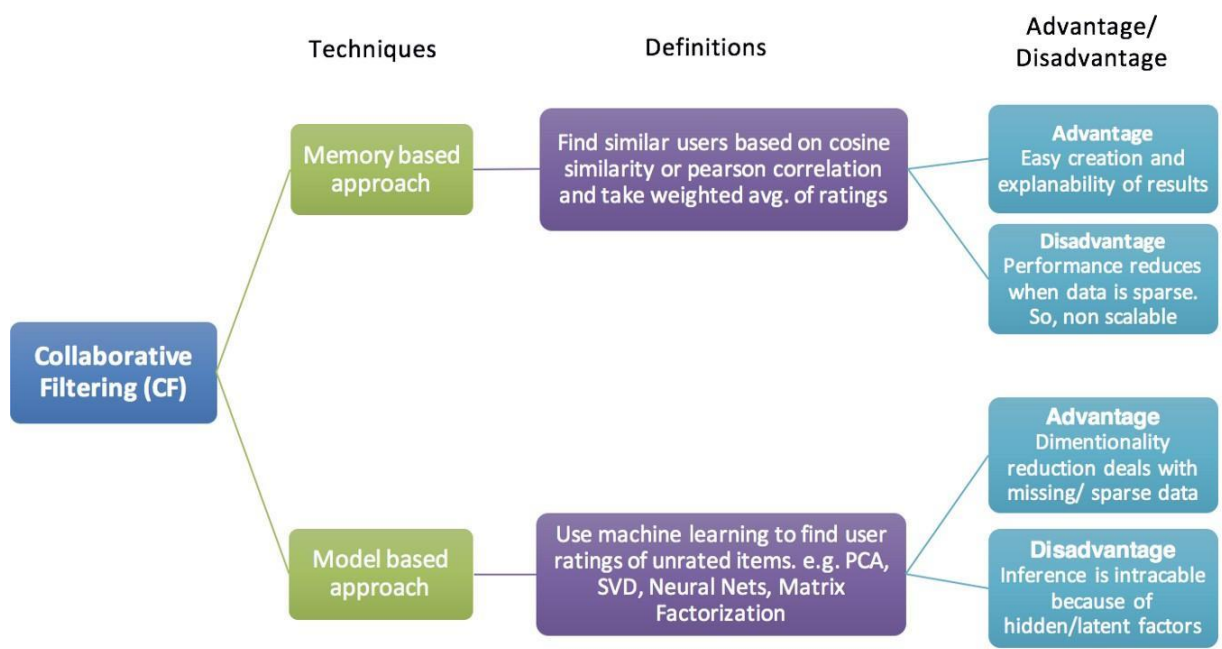 Techniques
Definitions
Advantage/
Disadvantage
Collaborative
Filtering (CF)
Memory based
approach
Find similar users based on cosine
similarity or pearson correlation
and take weighted avg. of ratings
Advantage
Easy creation and
explanability of results
Disadvantage
Performance reduces
when data is sparse.
So, non scalable
Model based
approach
Use machine learning to find user
ratings of unrated items. e.g. PCA,
SVD, Neural Nets, Matrix
Factorization
Advantage
Dimentionality
reduction deals with
missing/ sparse data
Disadvantage
Inference is intracable
because of
hidden/latent factors